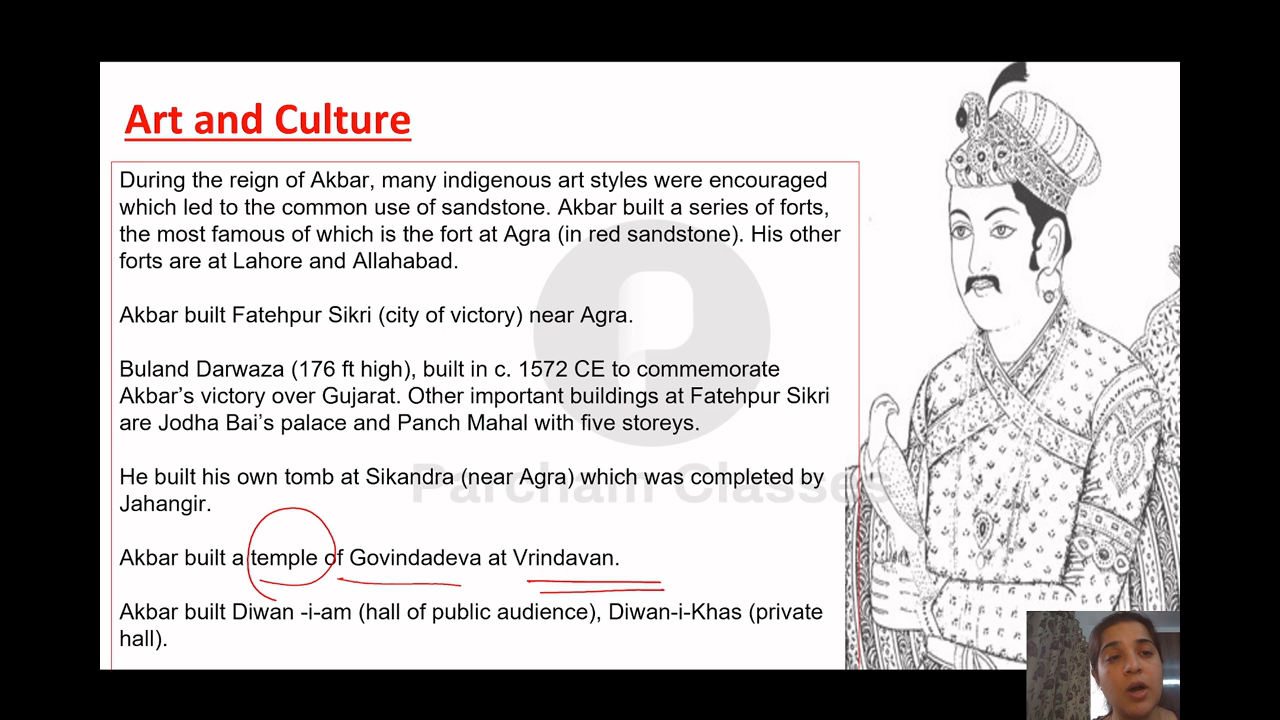 Art and Culture
During the reign of Akbar, many indigenous art styles were encouraged
which led to the common use of sandstone. Akbar built a series of forts,
the most famous of which is the fort at Agra (in red sandstone). His other
forts are at Lahore and Allahabad.
Akbar built Fatehpur Sikri (city of victory) near Agra.
Buland Darwaza (176 ft high), built in c. 1572 CE to commemorate
Akbar’s victory over Gujarat. Other important buildings at Fatehpur Sikri
are Jodha Bai’s palace and Panch Mahal with five storeys.
He built his own tomb at Sikandra (near Agra) which was completed by
Jahangir.
Akbar built a temple of Govindadeva at Vrindavan.
Akbar built Diwan -i-am (hall of public audience), Diwan-i-Khas (private
hall).
Parcham Classes